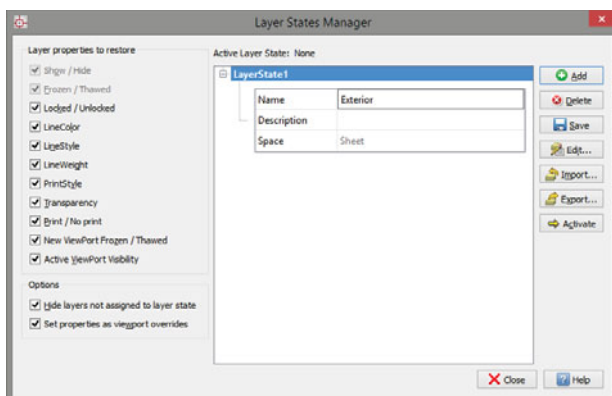 Layer States Manager
Layer properties to restore
Show / Hide
Frozen / Thawed
Locked / Unlocked
LineColor
LineStyle
LineWeight
PrintStyle
Transparency
Print / No print
New ViewPort Frozen / Thawed
Active ViewPort Visibility
Options
Hide layers not assigned to layer state
Set properties as viewport overrides
Active Layer State: None
LayerState1
Name Exterior
Description
Space Sheet
Add
Delete
Save
Edit...
Import...
Export...
Activate
Close
Help